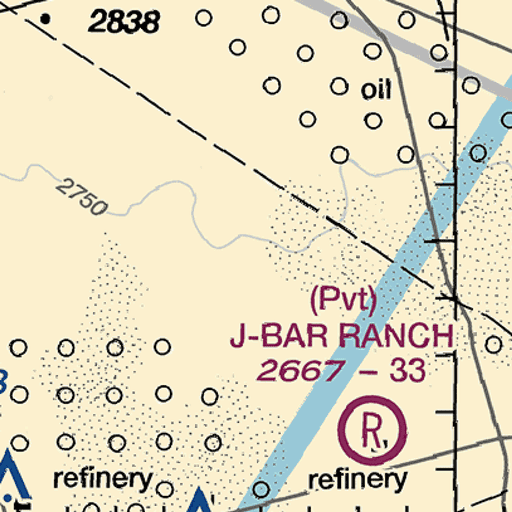 2838
oil
2750
(Pvt)
J-BAR RANCH
2667 – 33
R
refinery
refinery